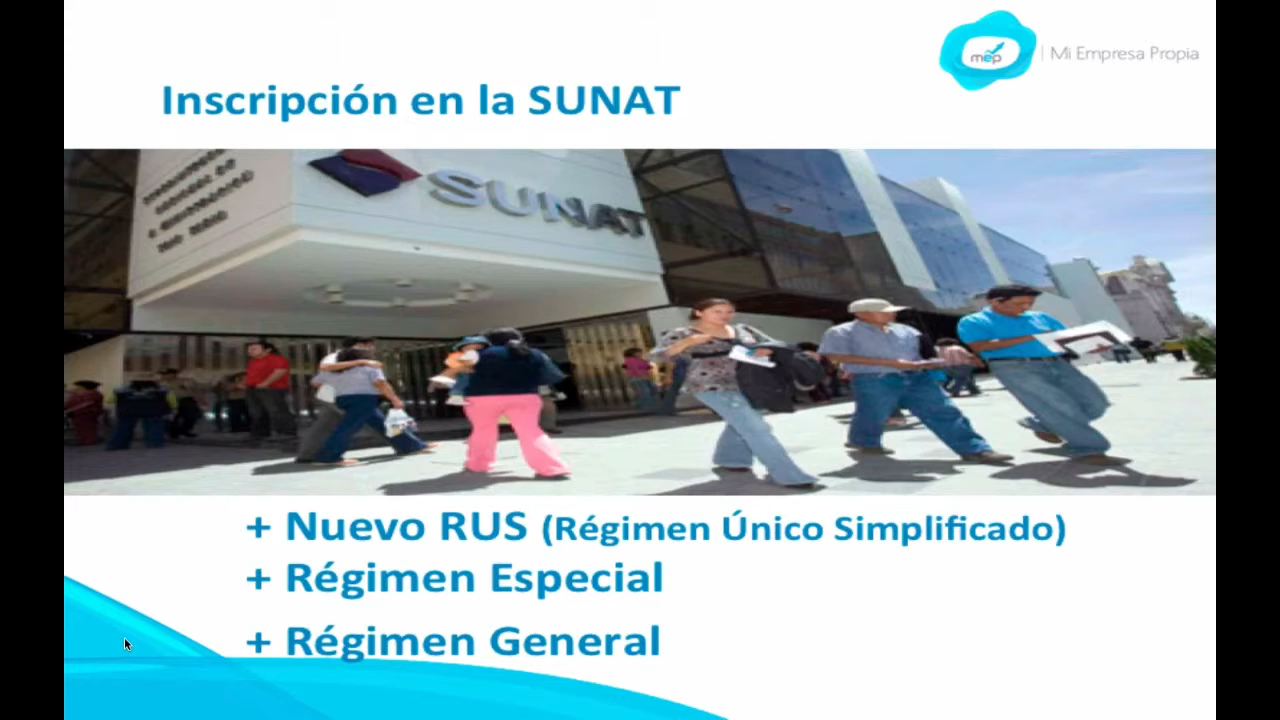 mep
Mi Empresa Propia
Inscripción en la SUNAT
SUNAT
+ Nuevo RUS (Régimen Único Simplificado)
+ Régimen Especial
+ Régimen General